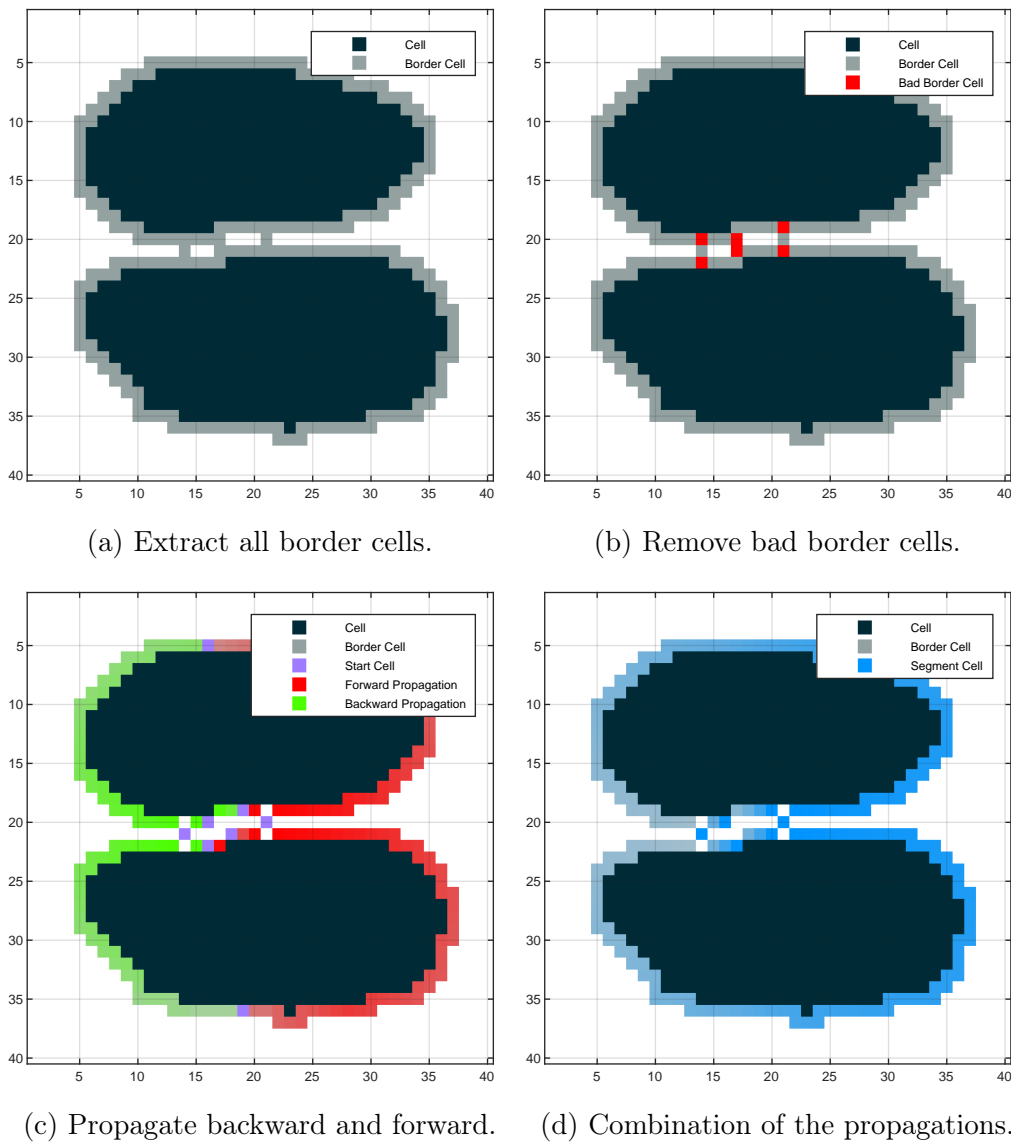 Cell
Border Cell
5
10
15
20
25
30
35
40
5 10 15 20 25 30 35 40
(a) Extract all border cells.
Cell
Border Cell
Bad Border Cell
5
10
15
20
25
30
35
40
5 10 15 20 25 30 35 40
(b) Remove bad border cells.
Cell
Border Cell
Start Cell
Forward Propagation
Backward Propagation
5
10
15
20
25
30
35
40
5 10 15 20 25 30 35 40
(c) Propagate backward and forward.
Cell
Border Cell
Segment Cell
5
10
15
20
25
30
35
40
5 10 15 20 25 30 35 40
(d) Combination of the propagations.